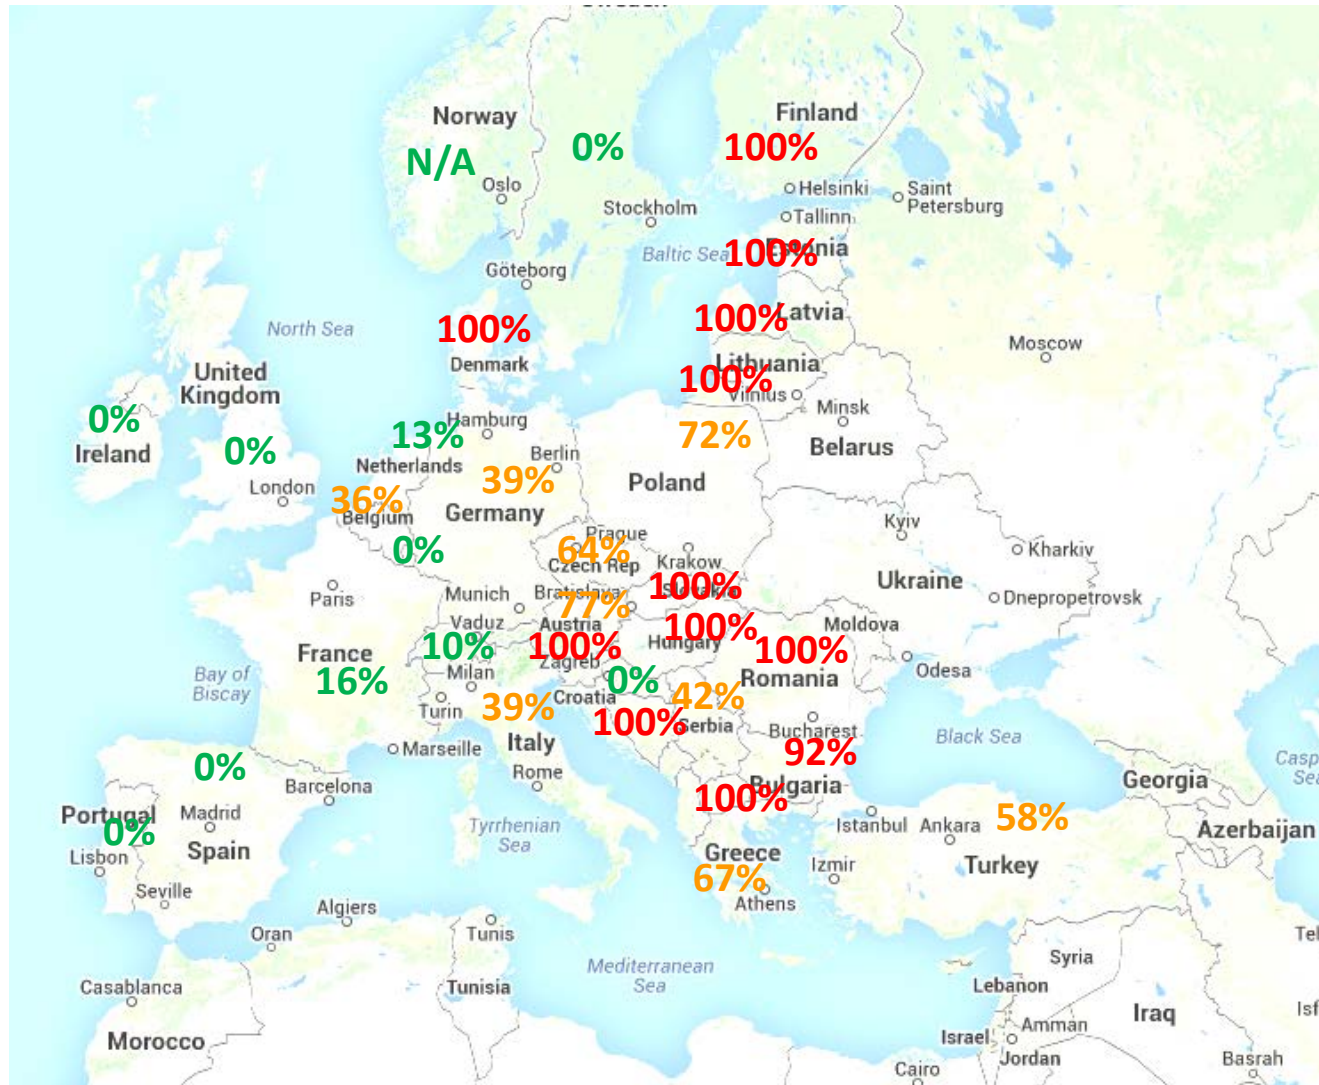 Norway
Finland
N/A
0%
100%
Oslo
Helsinki
Saint
Petersburg
Stockholm
Tallinn
Baltic Sea
100%
Estonia
Göteborg
100%
Latvia
North Sea
100%
Denmark
Moscow
United
Kingdom
Lithuania
100%
Vilnius
0%
Ireland
0%
Hamburg
13%
Netherlands
72%
Minsk
Belarus
Berlin
39%
Poland
London
36%
Belgium
Germany
Kyiv
Kharkiv
0%
Prague
64%
Czech Rep
Krakow
100%
Slovakia
Ukraine
Dnepropetrovsk
Paris
Munich
Bratislava
77%
Vaduz
Austria
100%
Hungary
Moldova
France
16%
10%
100%
100%
Romania
Odesa
Bay of
Biscay
Milan
Zagreb
0%
42%
Turin
39%
Croatia
100%
Serbia
Bucharest
Italy
Marseille
92%
Black Sea
Bulgaria
0%
Barcelona
Rome
100%
Georgia
Portugal
0%
Madrid
Lisbon
Spain
Tyrrhenian
Sea
Istanbul
Ankara
58%
Azerbaijan
Greece
67%
Athens
Izmir
Turkey
Seville
Algiers
Oran
Tunis
Casablanca
Tunisia
Mediterranean
Sea
Syria
Lebanon
Iraq
Morocco
Israel
Amman
Jordan
Cairo
Basrah